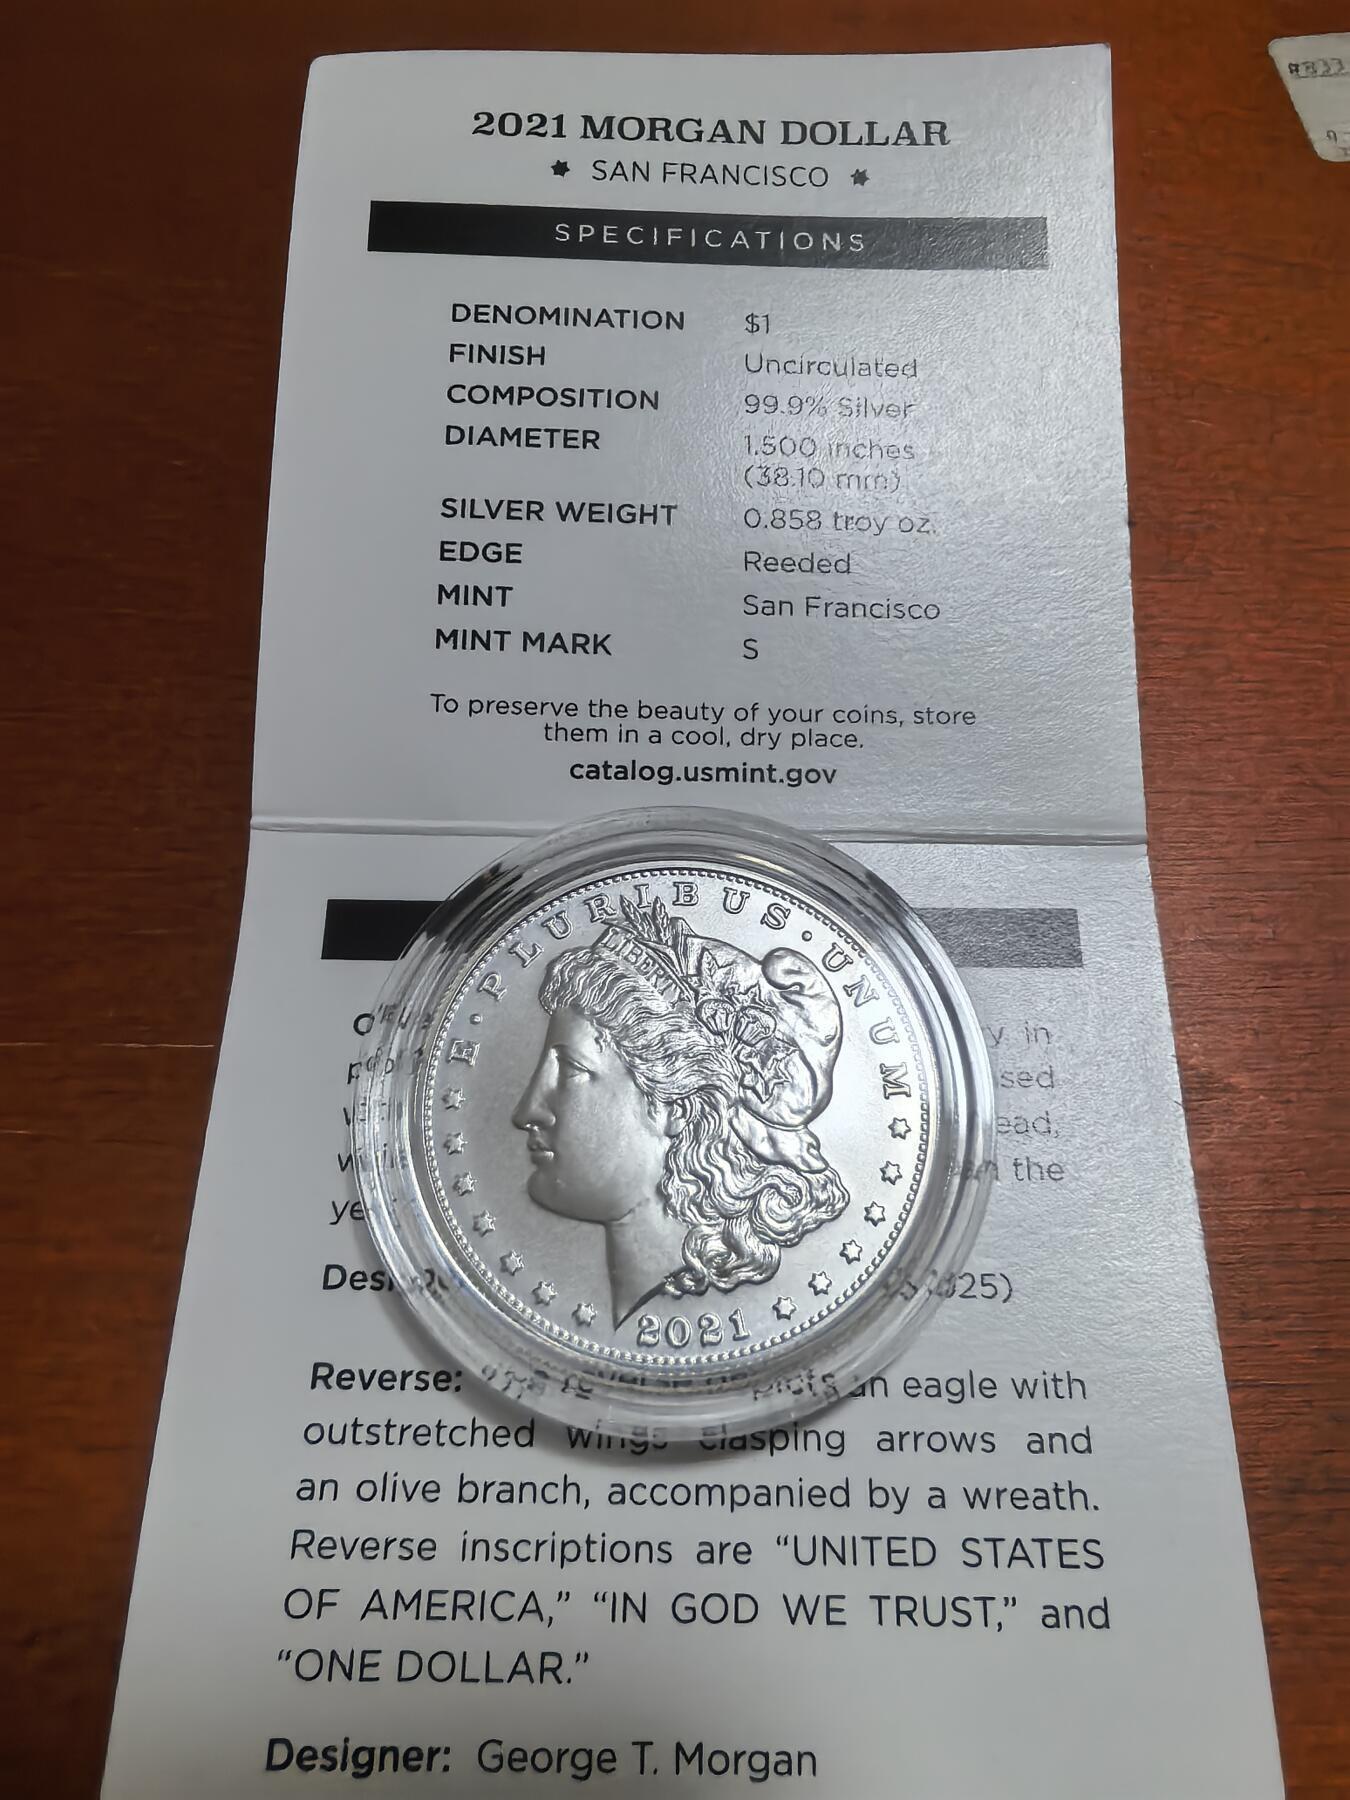 2021 MORGAN DOLLAR
SAN FRANCISCO
SPECIFICATIONS
DENOMINATION $1
FINISH Uncirculated
COMPOSITION 99.9% Silver
DIAMETER 1.500 inches
(38.10 mm)
SILVER WEIGHT 0.858 troy oz.
EDGE Reeded
MINT San Francisco
MINT MARK S
To preserve the beauty of your coins, store
them in a cool, dry place.
catalog.usmint.gov
E·PLURIBUS·UNUM
LIBERTY
2021
in
the
Reverse: an eagle with
outstretched wings clasping arrows and
an olive branch, accompanied by a wreath.
Reverse inscriptions are “UNITED STATES
OF AMERICA,” “IN GOD WE TRUST,” and
“ONE DOLLAR.”
Designer: George T. Morgan